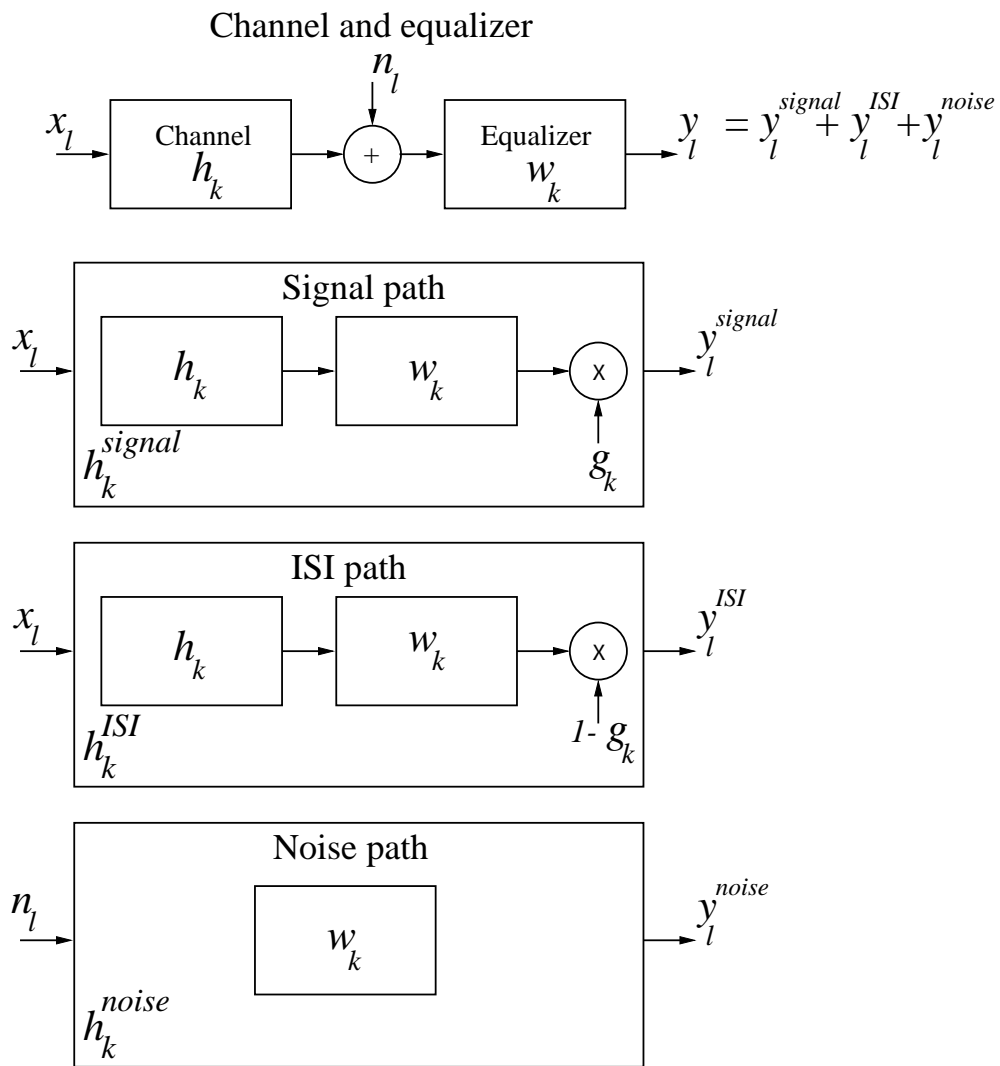 Channel and equalizer
n_l
x_l
Channel
h_k
+
Equalizer
w_k
y_l = y_l^signal + y_l^ISI + y_l^noise
Signal path
x_l
h_k
w_k
x
y_l^signal
h_k^signal
g_k
ISI path
x_l
h_k
w_k
x
y_l^ISI
h_k^ISI
1- g_k
Noise path
n_l
w_k
y_l^noise
h_k^noise